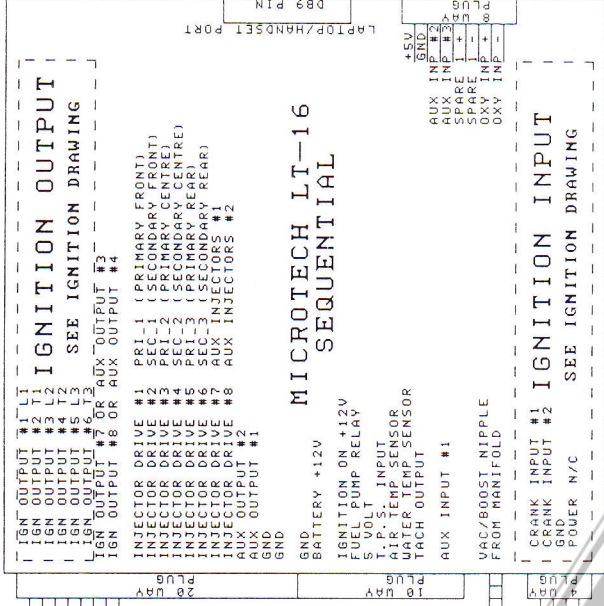 IGN OUTPUT #1 L1
IGN OUTPUT #2 T1
IGN OUTPUT #3 L2
IGN OUTPUT #4 T2
IGN OUTPUT #5 L3
IGN OUTPUT #6 T3
IGNITION OUTPUT
SEE IGNITION DRAWING
IGN OUTPUT #7 OR AUX OUTPUT #3
IGN OUTPUT #8 OR AUX OUTPUT #4
INJECTOR DRIVE #1 PRI-1 (PRIMARY FRONT)
INJECTOR DRIVE #2 SEC-1 (SECONDARY FRONT)
INJECTOR DRIVE #3 PRI-2 (PRIMARY CENTRE)
INJECTOR DRIVE #4 SEC-2 (SECONDARY CENTRE)
INJECTOR DRIVE #5 PRI-3 (PRIMARY REAR)
INJECTOR DRIVE #6 SEC-3 (SECONDARY REAR)
INJECTOR DRIVE #7 AUX INJECTORS #1
INJECTOR DRIVE #8 AUX INJECTORS #2
AUX OUTPUT #2
AUX OUTPUT #1
GND
GND
20 WAY
PLUG
MICROTECH LT-16
SEQUENTIAL
GND
BATTERY +12V
IGNITION ON +12V
FUEL PUMP RELAY
5 VOLT
T.P.S. INPUT
AIR TEMP SENSOR
WATER TEMP SENSOR
TACH OUTPUT
AUX INPUT #1
10 WAY
PLUG
VAC/BOOST NIPPLE
FROM MANIFOLD
CRANK INPUT #1
CRANK INPUT #2
GND
POWER N/C
IGNITION INPUT
SEE IGNITION DRAWING
4 WAY
PLUG
DB9 PIN
LAPTOP/HANDSET PORT
8 WAY
PLUG
+5V
GND
AUX INP #2
AUX INP #3
SPARE 1 +
SPARE 1 -
OXY INP +
OXY INP -